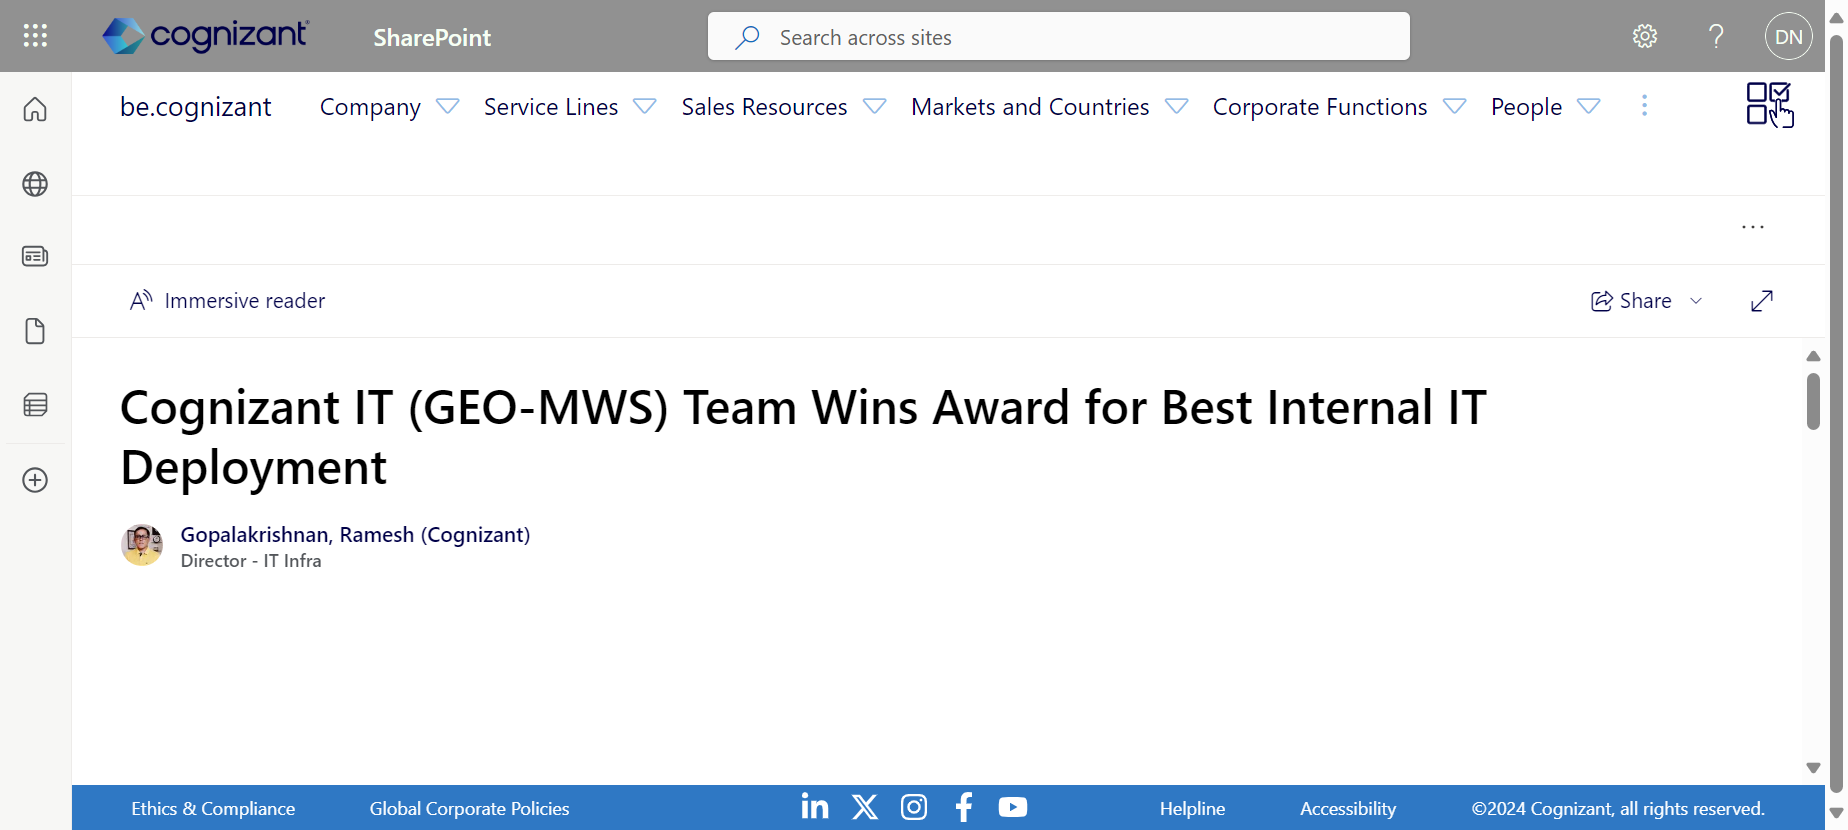 cognizant
SharePoint
Search across sites
DN
be.cognizant
Company
Service Lines
Sales Resources
Markets and Countries
Corporate Functions
People
Immersive reader
Share
Cognizant IT (GEO-MWS) Team Wins Award for Best Internal IT
Deployment
Gopalakrishnan, Ramesh (Cognizant)
Director - IT Infra
Ethics & Compliance
Global Corporate Policies
Helpline
Accessibility
©2024 Cognizant, all rights reserved.